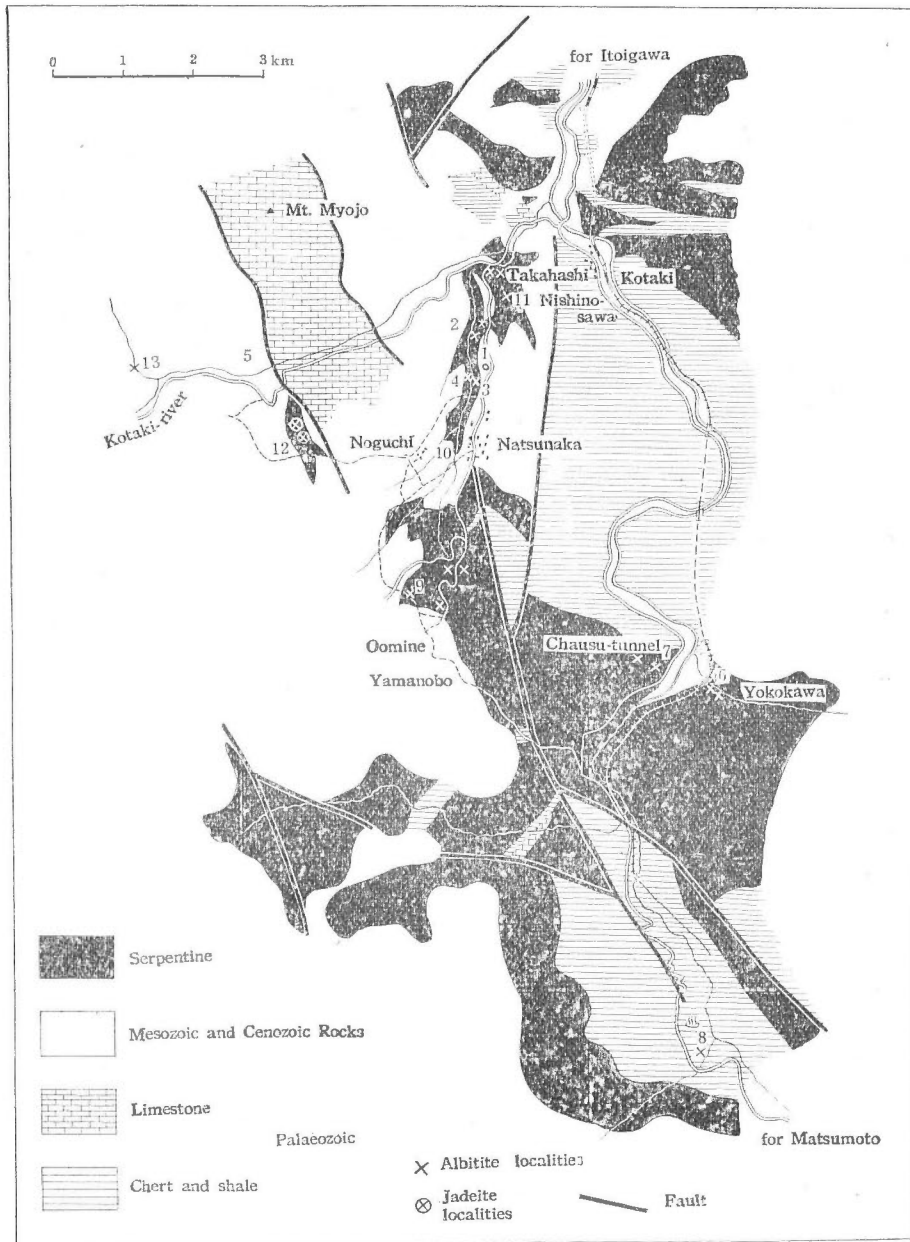 0 1 2 3 km
for Itoigawa
Mt. Myojo
Takahashi
Kotaki
11 Nishino-
sawa
2
5
13
1
4
3
Kotaki-river
12
Noguchi
10
Natsunaka
9
Oomine
Chausu-tunnel
7
Yamanobo
Yokokawa
8
Serpentine
Mesozoic and Cenozoic Rocks
Limestone
Palaeozoic
Chert and shale
for Matsumoto
× Albitite localities
⊗ Jadeite
localities
Fault